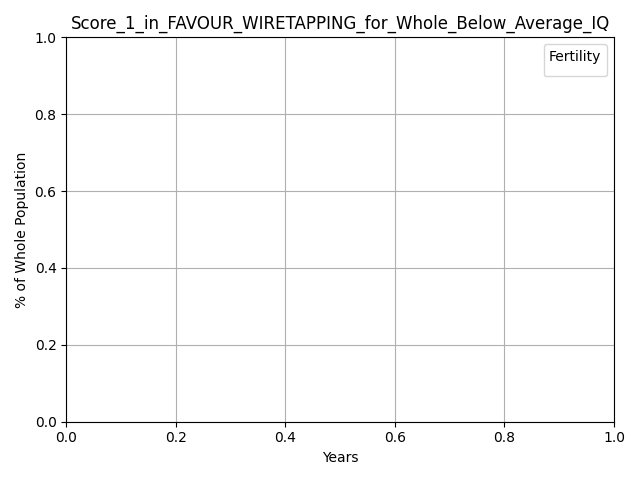 Score_1_in_FAVOUR_WIRETAPPING_for_Whole_Below_Average_IQ
Fertility
% of Whole Population
1.0
0.8
0.6
0.4
0.2
0.0
0.0 0.2 0.4 0.6 0.8 1.0
Years